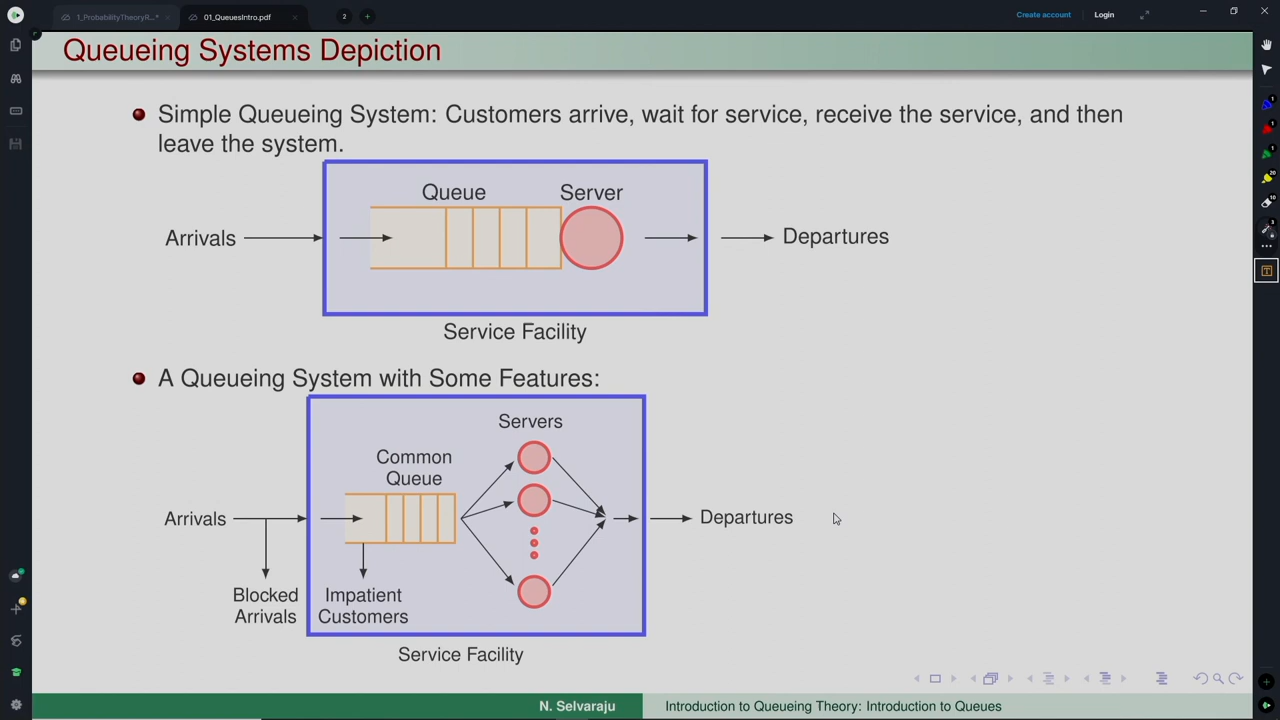 1_ProbabilityTheoryR...*
01_QueuesIntro.pdf
2
Create account
Login
Queueing Systems Depiction
Simple Queueing System: Customers arrive, wait for service, receive the service, and then
leave the system.
Queue
Server
Arrivals
Departures
Service Facility
A Queueing System with Some Features:
Servers
Common
Queue
Arrivals
Departures
Blocked
Arrivals
Impatient
Customers
Service Facility
N. Selvaraju
Introduction to Queueing Theory: Introduction to Queues